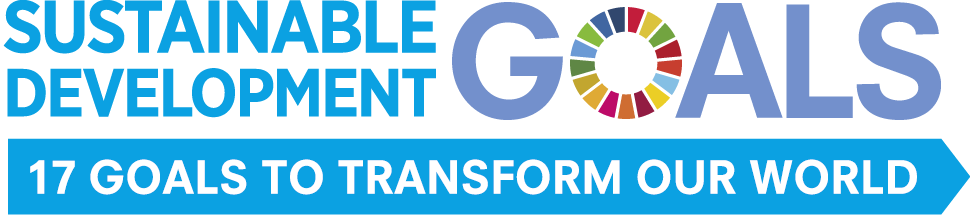 SUSTAINABLE
DEVELOPMENT
GOALS
17 GOALS TO TRANSFORM OUR WORLD